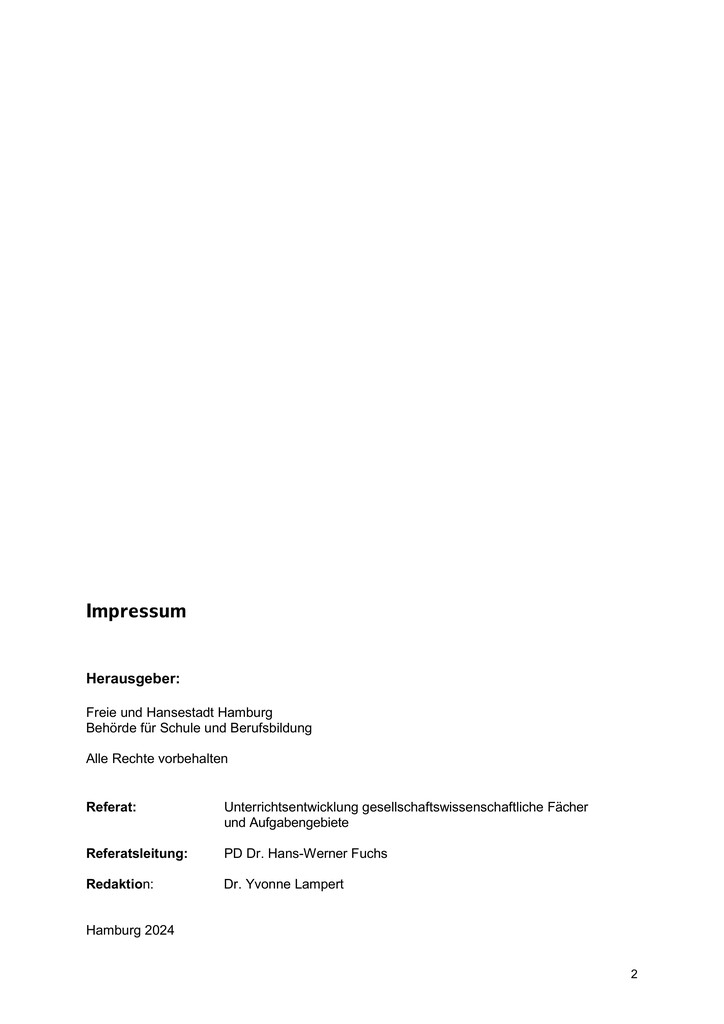 Impressum
Herausgeber:
Freie und Hansestadt Hamburg
Behörde für Schule und Berufsbildung
Alle Rechte vorbehalten
Referat: Unterrichtsentwicklung gesellschaftswissenschaftliche Fächer
und Aufgabengebiete
Referatsleitung: PD Dr. Hans-Werner Fuchs
Redaktion: Dr. Yvonne Lampert
Hamburg 2024
2